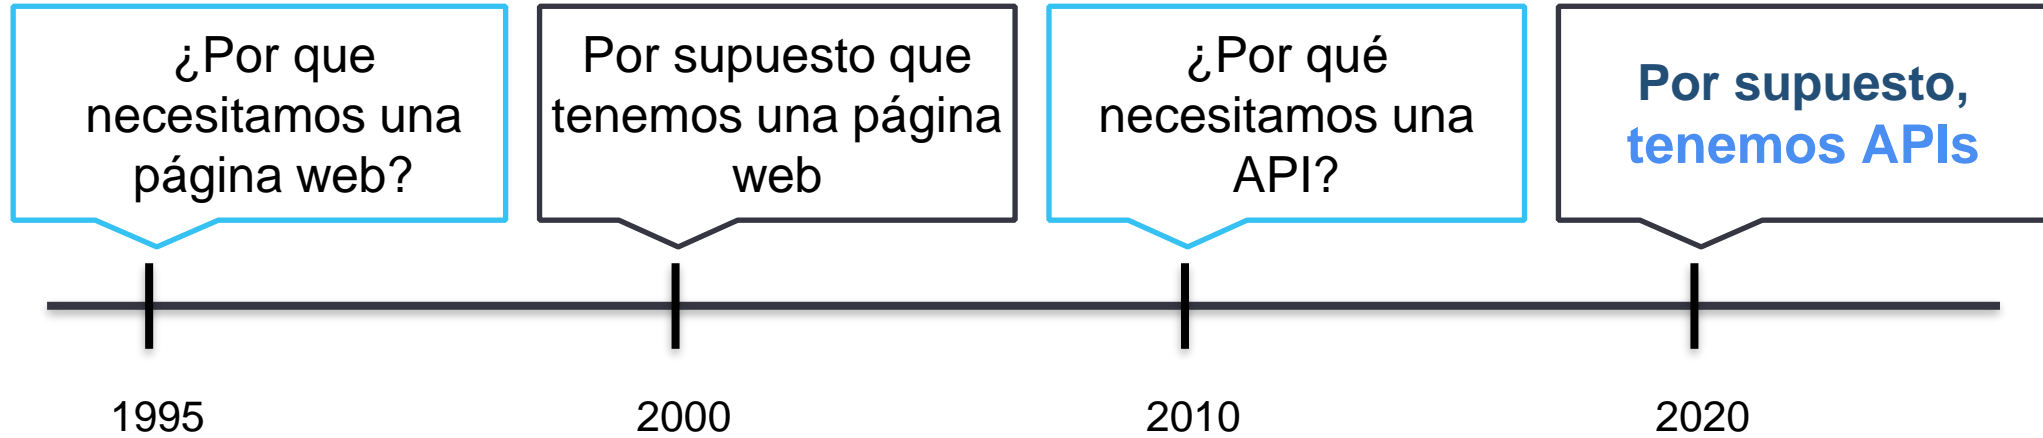 ¿Por que
necesitamos una
página web?
Por supuesto que
tenemos una página
web
¿Por qué
necesitamos una
API?
Por supuesto,
tenemos APIs
1995
2000
2010
2020